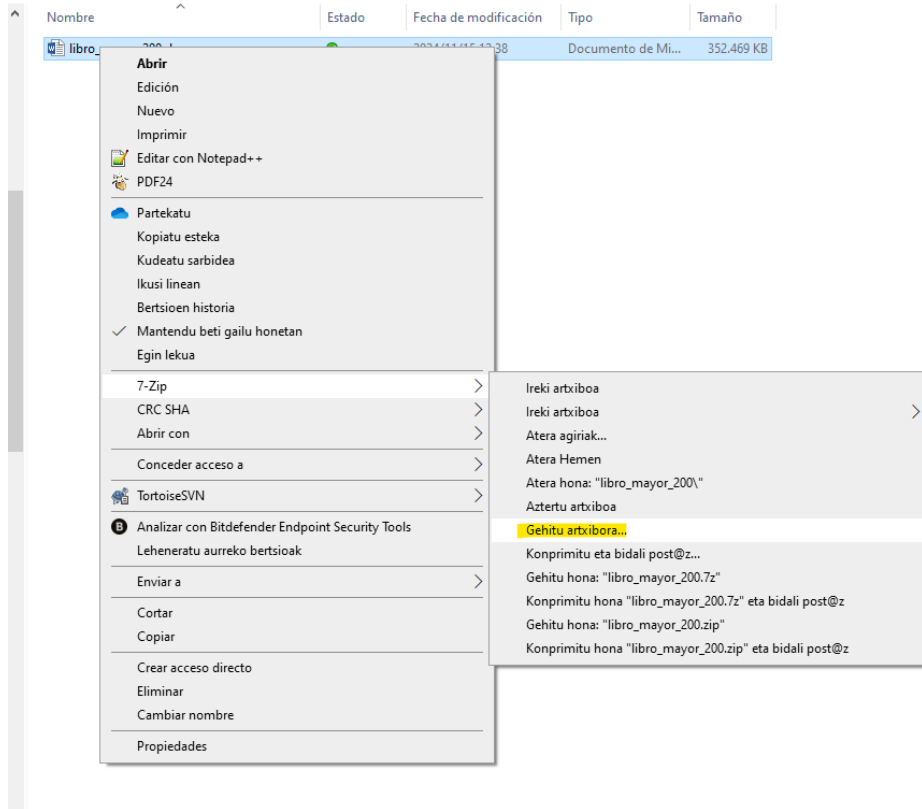 Nombre Estado Fecha de modificación Tipo Tamaño
libro_ Documento de Mi... 352.469 KB
Abrir
Edición
Nuevo
Imprimir
Editar con Notepad++
PDF24
Partekatu
Kopiatu esteka
Kudeatu sarbidea
Ikusi linean
Bertsioen historia
Mantendu beti gailu honetan
Egin lekua
7-Zip
CRC SHA
Abrir con
Conceder acceso a
TortoiseSVN
Analizar con Bitdefender Endpoint Security Tools
Leheneratu aurreko bertsioak
Enviar a
Cortar
Copiar
Crear acceso directo
Eliminar
Cambiar nombre
Propiedades
Ireki artxiboa
Ireki artxiboa
Atera agiriak...
Atera Hemen
Atera hona: "libro_mayor_200\"
Aztertu artxiboa
Gehitu artxibora...
Konprimitu eta bidali post@z...
Gehitu hona: "libro_mayor_200.7z"
Konprimitu hona "libro_mayor_200.7z" eta bidali post@z
Gehitu hona: "libro_mayor_200.zip"
Konprimitu hona "libro_mayor_200.zip" eta bidali post@z